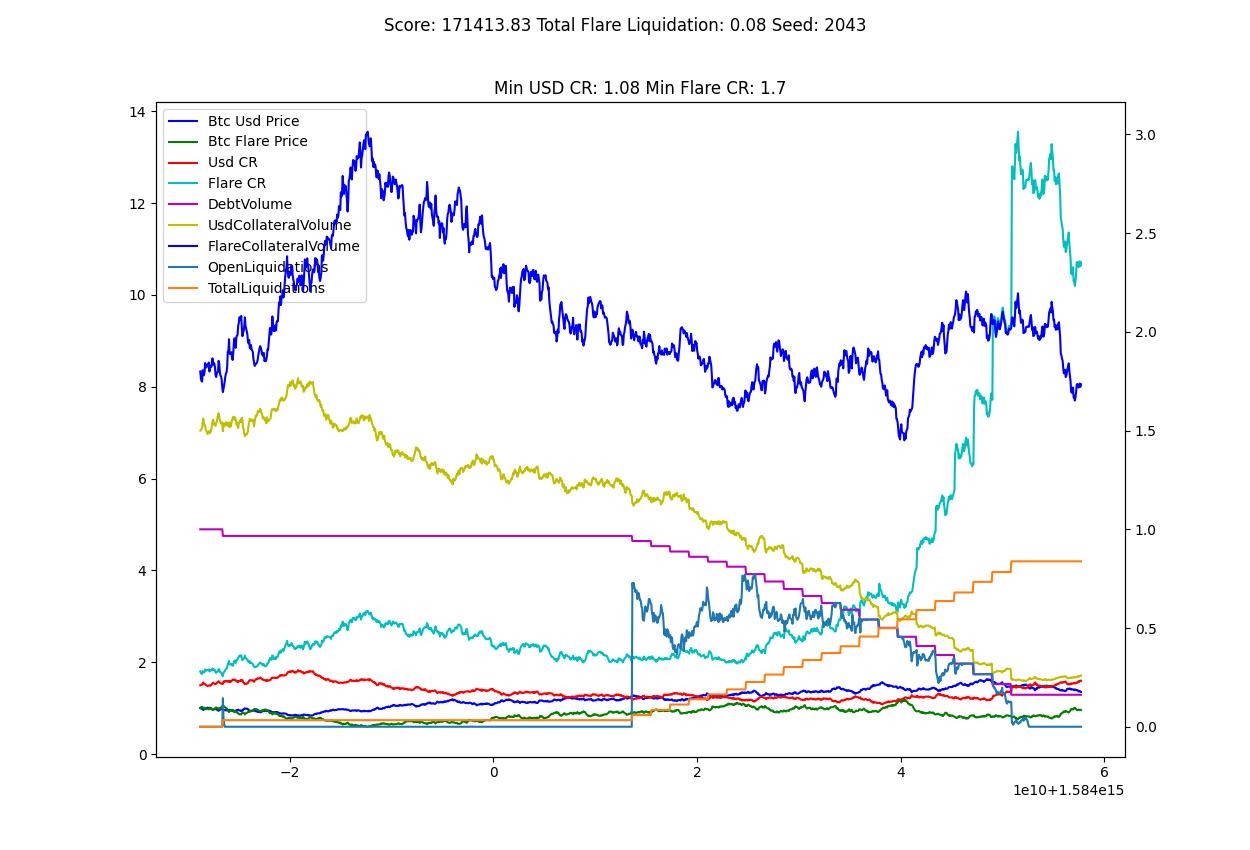 Score: 171413.83 Total Flare Liquidation: 0.08 Seed: 2043
Min USD CR: 1.08 Min Flare CR: 1.7
Btc Usd Price
Btc Flare Price
Usd CR
Flare CR
DebtVolume
UsdCollateralVolume
FlareCollateralVolume
OpenLiquidations
TotalLiquidations
14
12
10
8
6
4
2
0
3.0
2.5
2.0
1.5
1.0
0.5
0.0
−2 0 2 4 6
1e10+1.584e15